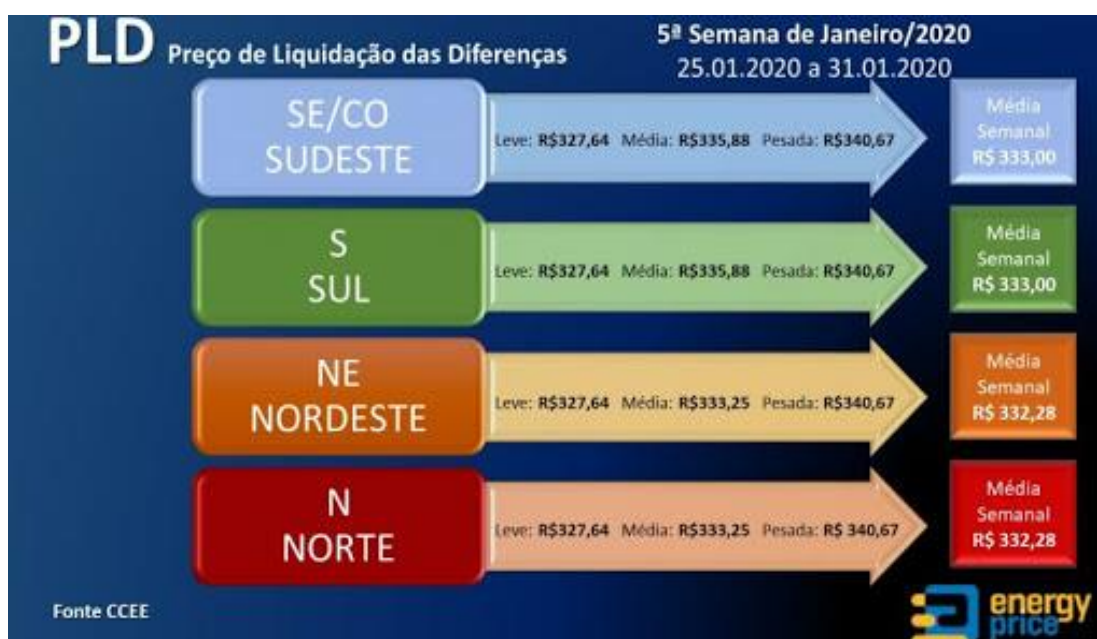 PLD Preço de Liquidação das Diferenças
5ª Semana de Janeiro/2020
25.01.2020 a 31.01.2020
SE/CO
SUDESTE
Leve: R$327,64 Média: R$335,88 Pesada: R$340,67
Média
Semanal
R$ 333,00
S
SUL
Leve: R$327,64 Média: R$335,88 Pesada: R$340,67
Média
Semanal
R$ 333,00
NE
NORDESTE
Leve: R$327,64 Média: R$333,25 Pesada: R$340,67
Média
Semanal
R$ 332,28
N
NORTE
Leve: R$327,64 Média: R$333,25 Pesada: R$ 340,67
Média
Semanal
R$ 332,28
Fonte CCEE
energy
price